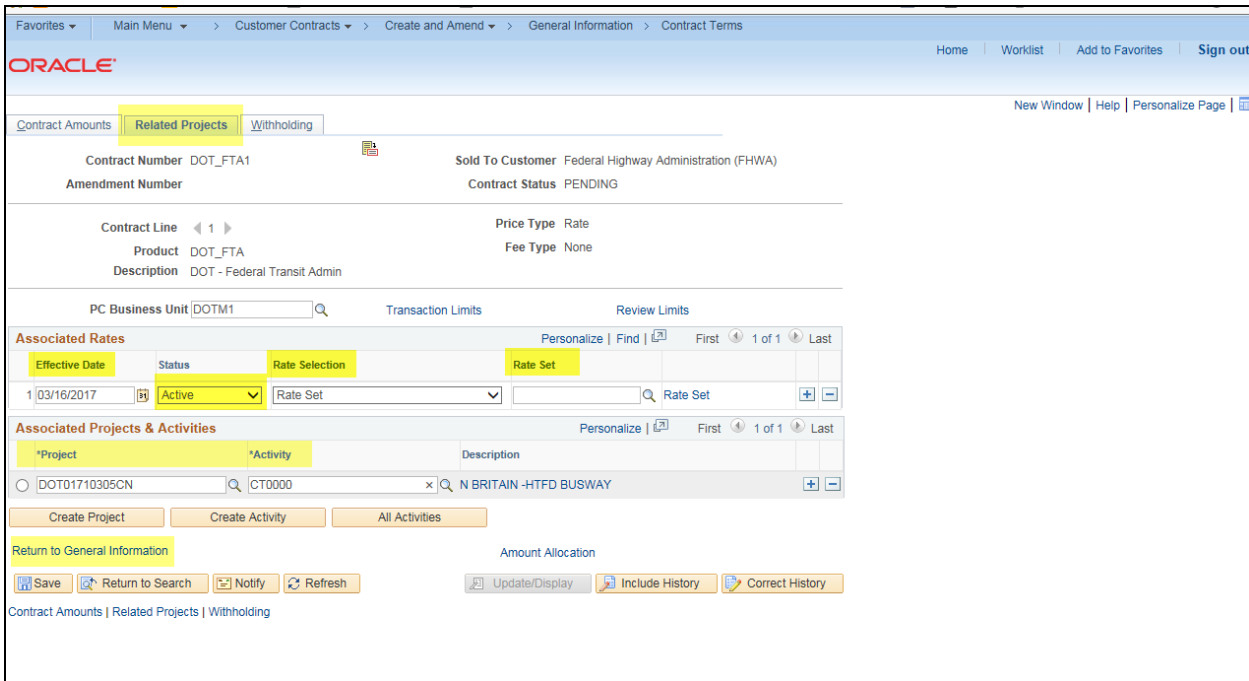 Favorites Main Menu > Customer Contracts > Create and Amend > General Information > Contract Terms
Home Worklist Add to Favorites Sign out
ORACLE
New Window | Help | Personalize Page |
Contract Amounts Related Projects Withholding
Contract Number DOT_FTA1 Sold To Customer Federal Highway Administration (FHWA)
Amendment Number Contract Status PENDING
Contract Line 1 Price Type Rate
Product DOT_FTA Fee Type None
Description DOT - Federal Transit Admin
PC Business Unit DOTM1 Transaction Limits Review Limits
Associated Rates Personalize | Find | First 1 of 1 Last
Effective Date Status Rate Selection Rate Set
1 03/16/2017 Active Rate Set Rate Set
Associated Projects & Activities Personalize | First 1 of 1 Last
*Project *Activity Description
DOT01710305CN CT0000 × N BRITAIN -HTFD BUSWAY
Create Project Create Activity All Activities
Return to General Information Amount Allocation
Save Return to Search Notify Refresh Update/Display Include History Correct History
Contract Amounts | Related Projects | Withholding